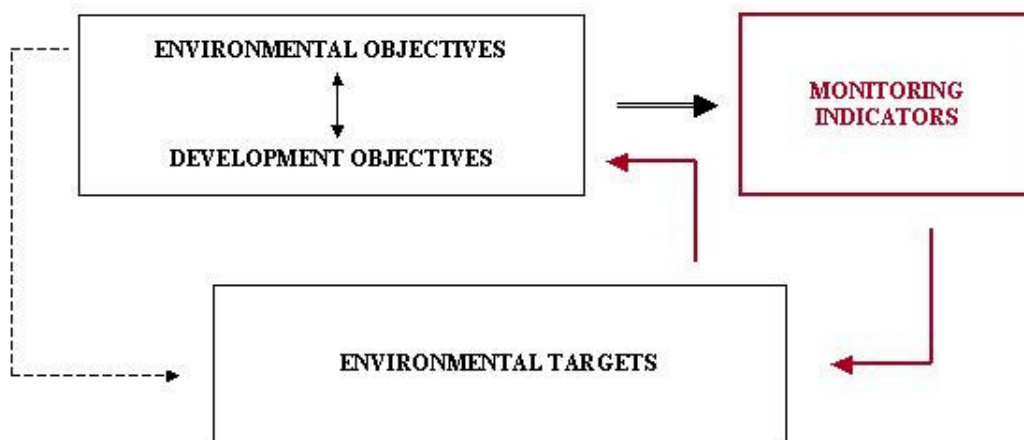 ENVIRONMENTAL OBJECTIVES
MONITORING
INDICATORS
DEVELOPMENT OBJECTIVES
ENVIRONMENTAL TARGETS